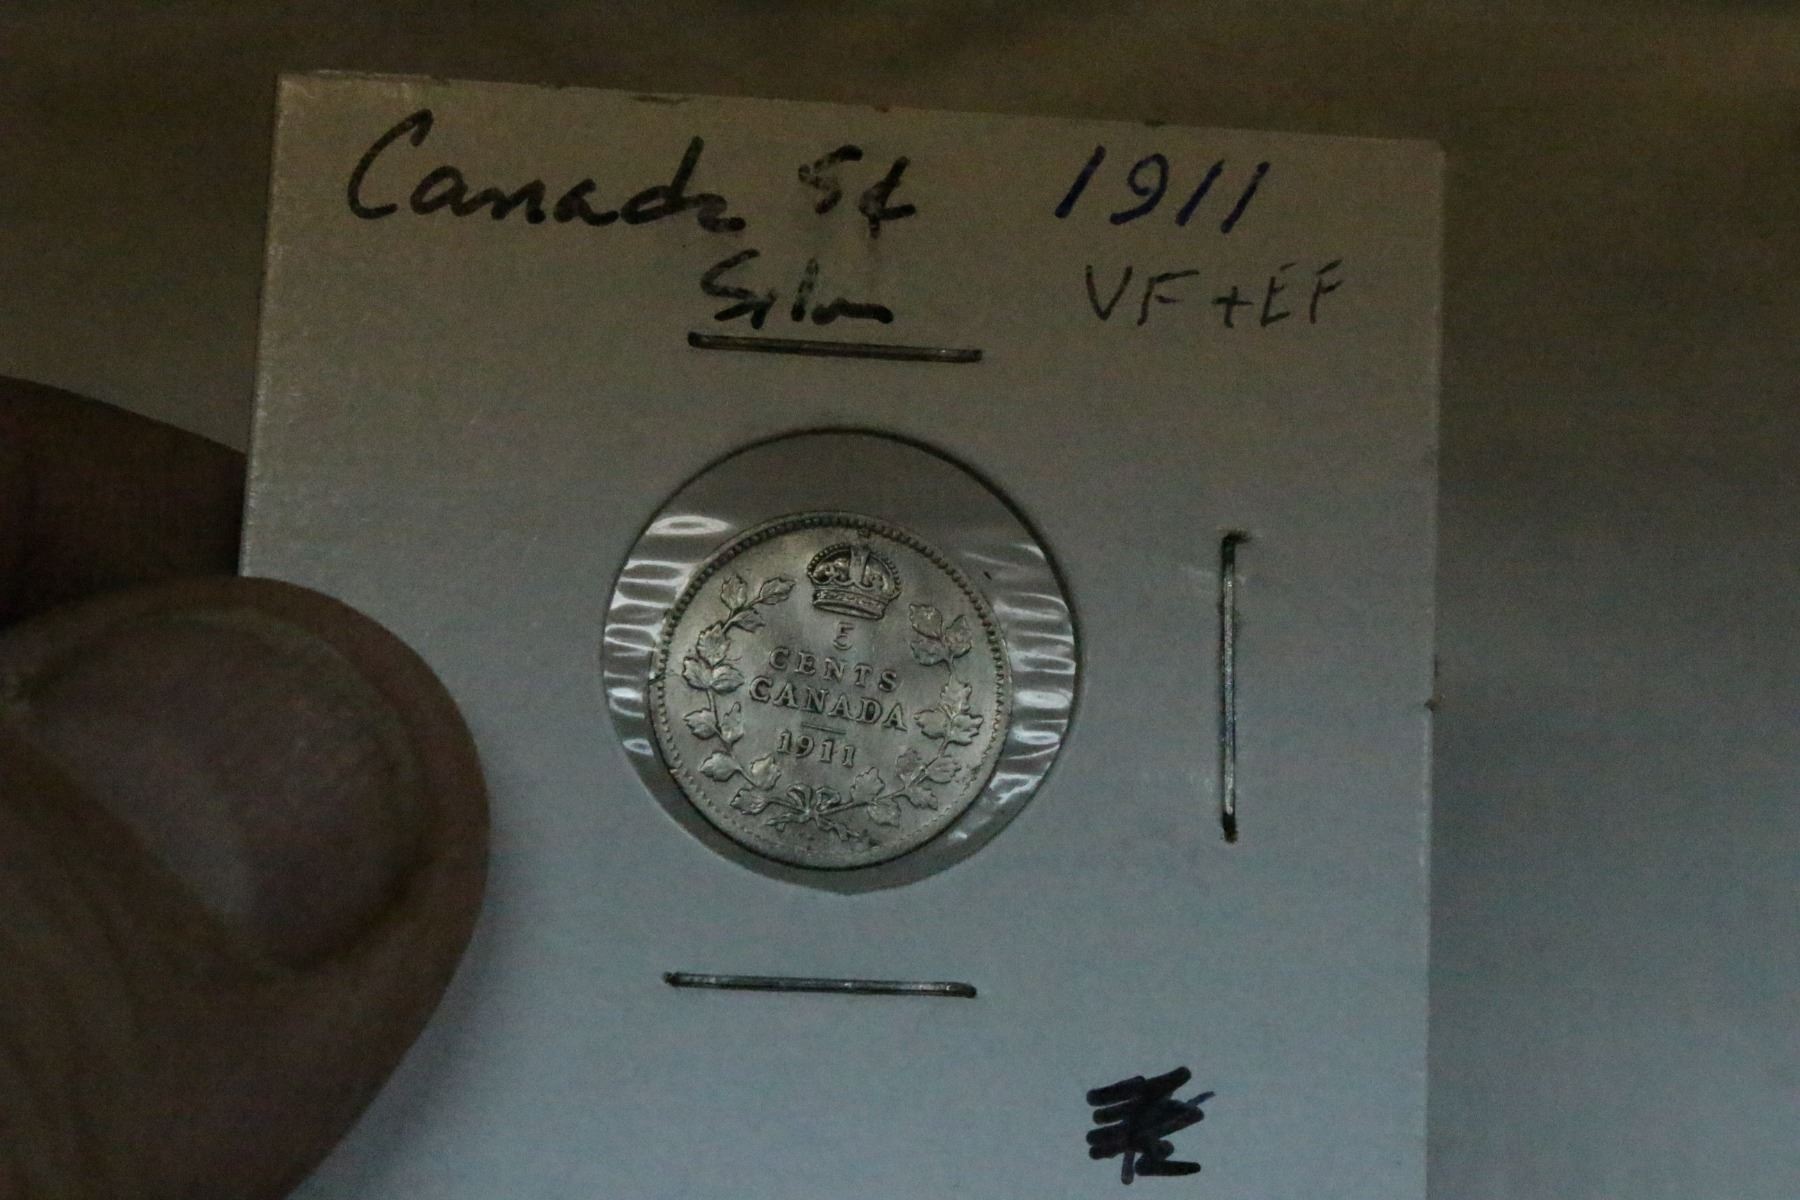 Canada 5¢ 1911
Silver VF+EF
5
CENTS
CANADA
1911